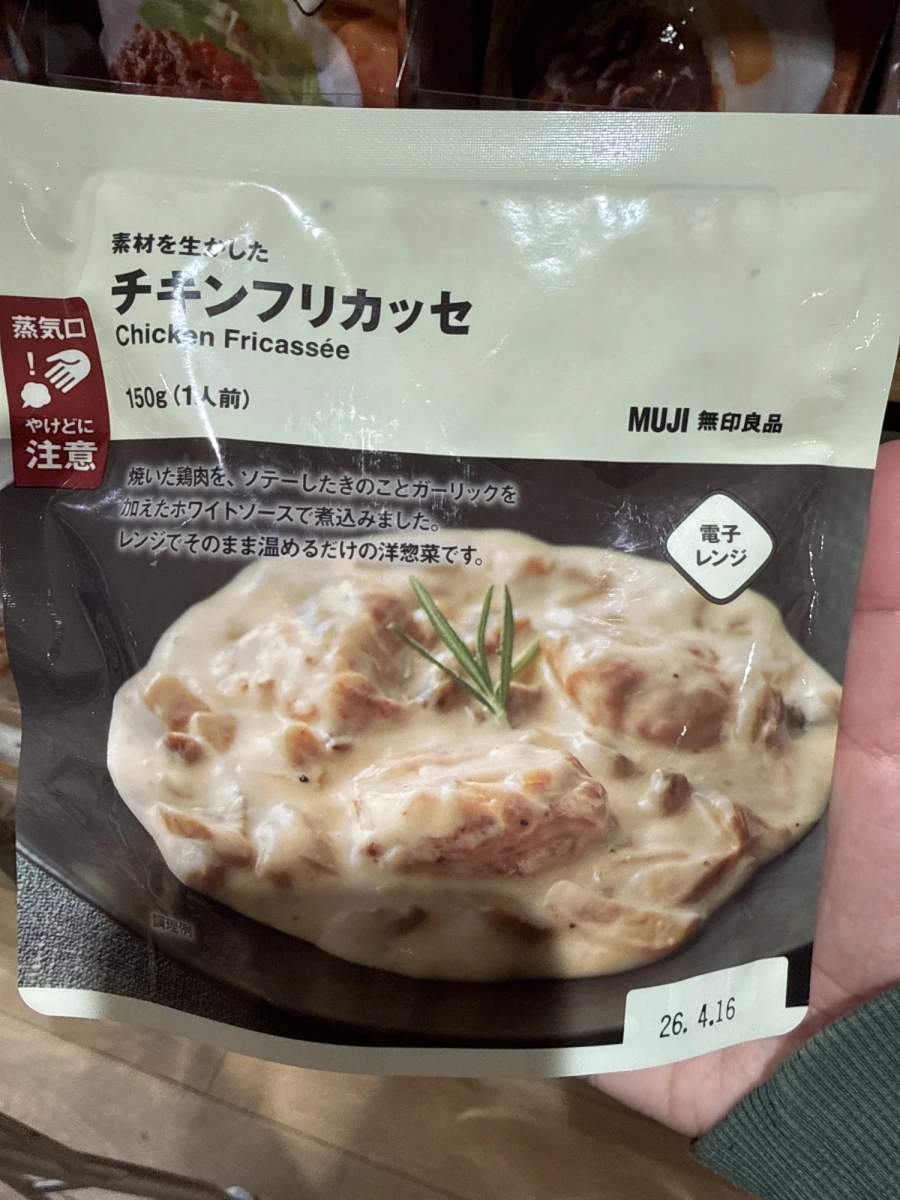 素材を生かした
チキンフリカッセ
Chicken Fricassée
150g(1人前)
蒸気口
!
やけどに
注意
MUJI 無印良品
焼いた鶏肉を、ソテーしたきのことガーリックを
加えたホワイトソースで煮込みました。
レンジでそのまま温めるだけの洋惣菜です。
電子
レンジ
調理例
26. 4.16